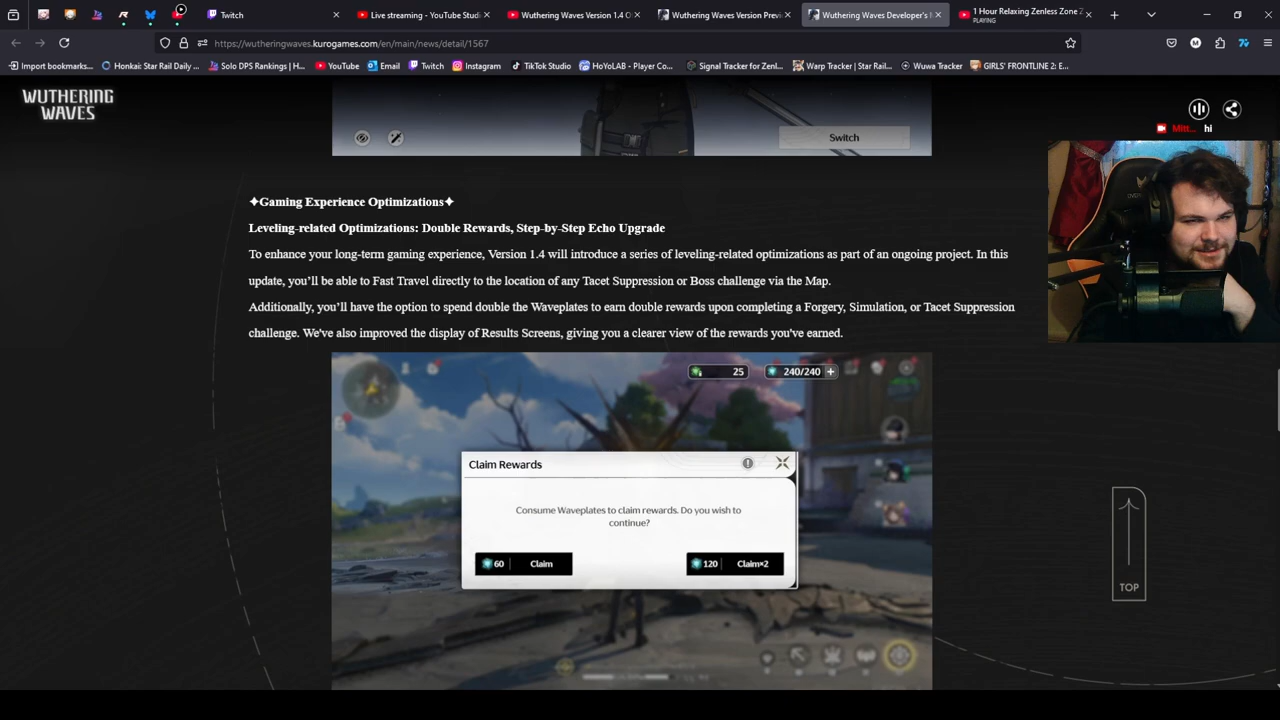 Twitch
Live streaming - YouTube Studi
Wuthering Waves Version 1.4 O
Wuthering Waves Version Previ
Wuthering Waves Developer's
1 Hour Relaxing Zenless Zone Z
PLAYING
https://wutheringwaves.kurogames.com/en/main/news/detail/1567
Import bookmarks...
Honkai: Star Rail Daily ...
Solo DPS Rankings | H...
YouTube
Email
Twitch
Instagram
TikTok Studio
HoYoLAB - Player Co...
Signal Tracker for Zenl...
Warp Tracker | Star Rail...
Wuwa Tracker
GIRLS' FRONTLINE 2: E...
WUTHERING
WAVES
Mitt... hi
Switch
✦Gaming Experience Optimizations✦
Leveling-related Optimizations: Double Rewards, Step-by-Step Echo Upgrade
To enhance your long-term gaming experience, Version 1.4 will introduce a series of leveling-related optimizations as part of an ongoing project. In this
update, you'll be able to Fast Travel directly to the location of any Tacet Suppression or Boss challenge via the Map.
Additionally, you'll have the option to spend double the Waveplates to earn double rewards upon completing a Forgery, Simulation, or Tacet Suppression
challenge. We've also improved the display of Results Screens, giving you a clearer view of the rewards you've earned.
25
240/240 +
Claim Rewards
Consume Waveplates to claim rewards. Do you wish to
continue?
60 | Claim
120 | Claim×2
TOP